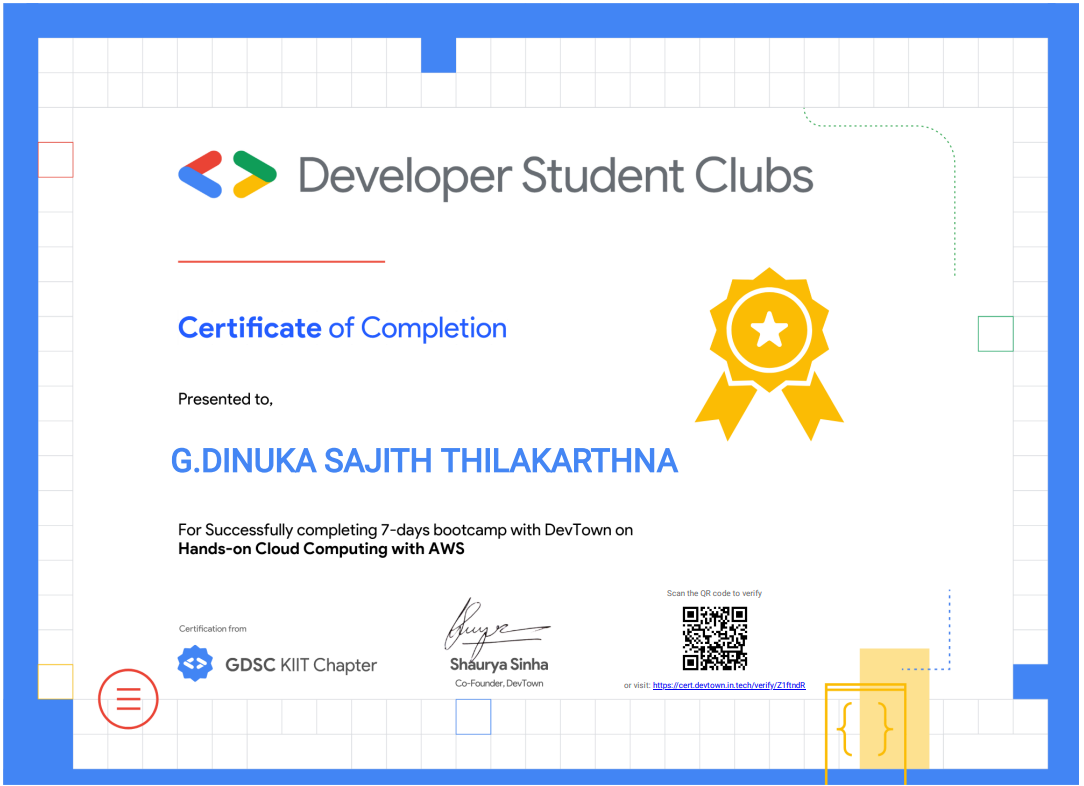 Developer Student Clubs
Certificate of Completion
Presented to,
G.DINUKA SAJITH THILAKARTHNA
For Successfully completing 7-days bootcamp with DevTown on
Hands-on Cloud Computing with AWS
Certification from
GDSC KIIT Chapter
Shaurya Sinha
Co-Founder, DevTown
Scan the QR code to verify
or visit: https://cert.devtown.in.tech/verify/Z1ftndR